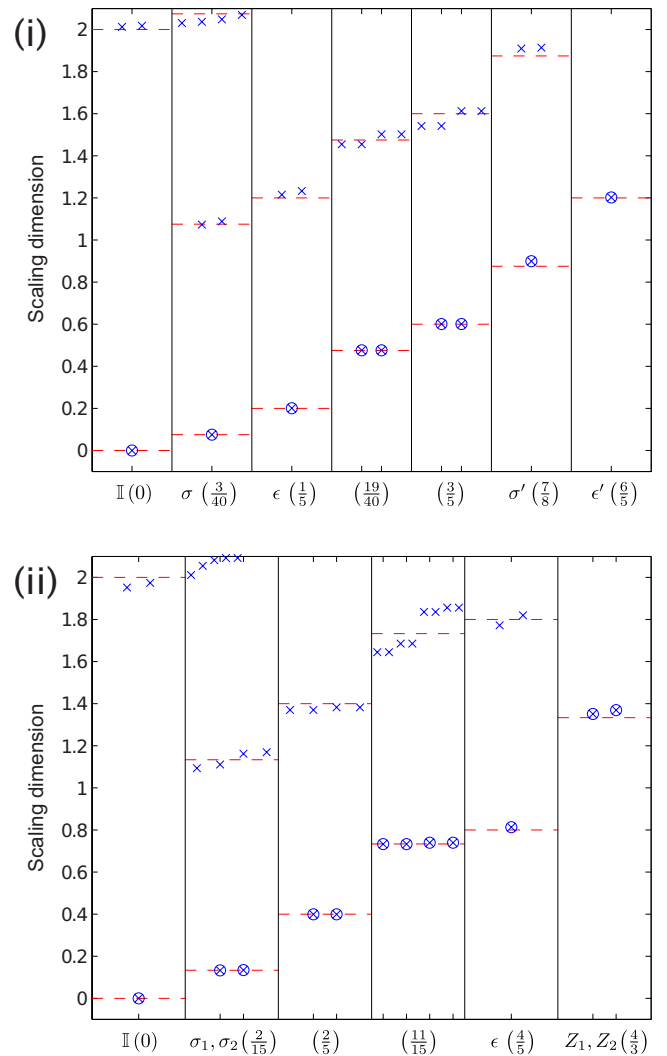 (i)
Scaling dimension
2
1.8
1.6
1.4
1.2
1
0.8
0.6
0.4
0.2
0
𝕀 (0)
σ (3/40)
ϵ (1/5)
(19/40)
(3/5)
σ′ (7/8)
ϵ′ (6/5)
(ii)
Scaling dimension
2
1.8
1.6
1.4
1.2
1
0.8
0.6
0.4
0.2
0
𝕀 (0)
σ₁, σ₂(2/15)
(2/5)
(11/15)
ϵ (4/5)
Z₁, Z₂(4/3)